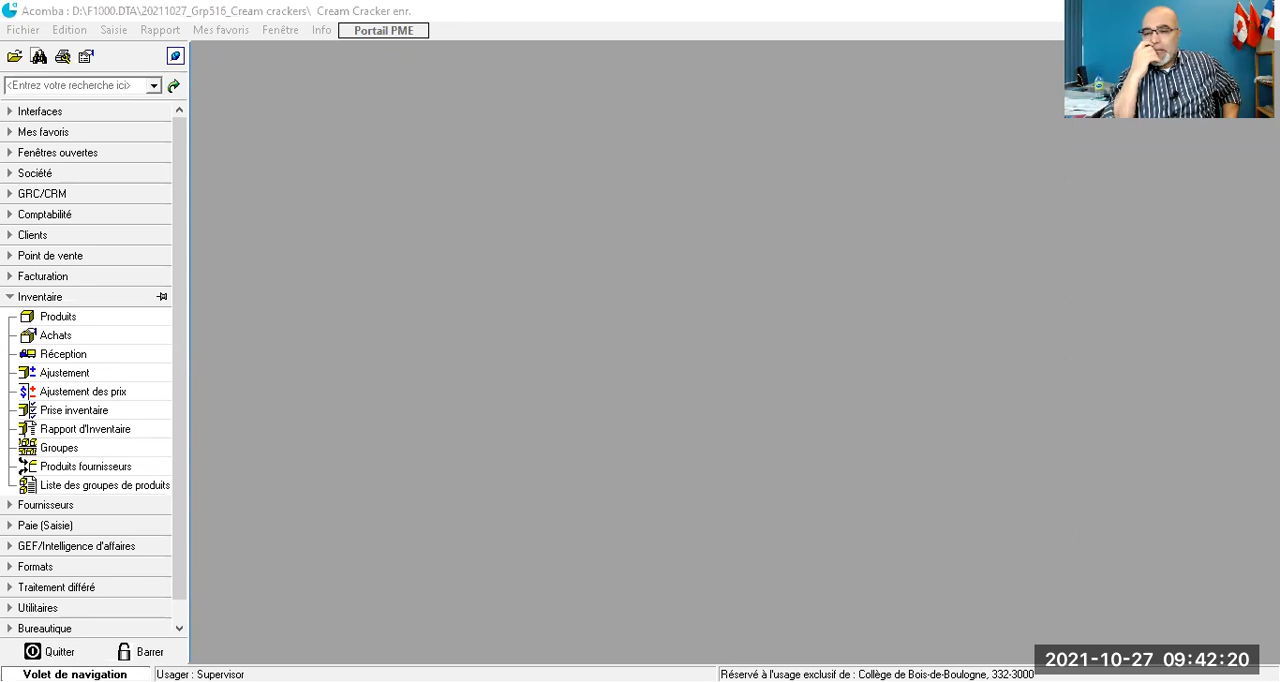 Acomba : D:\F1000.DTA\20211027_Grp516_Cream crackers\ Cream Cracker enr.
Fichier Edition Saisie Rapport Mes favoris Fenêtre Info Portail PME
<Entrez votre recherche ici>
Interfaces
Mes favoris
Fenêtres ouvertes
Société
GRC/CRM
Comptabilité
Clients
Point de vente
Facturation
Inventaire
Produits
Achats
Réception
Ajustement
Ajustement des prix
Prise inventaire
Rapport d'Inventaire
Groupes
Produits fournisseurs
Liste des groupes de produits
Fournisseurs
Paie (Saisie)
GEF/Intelligence d'affaires
Formats
Traitement différé
Utilitaires
Bureautique
Quitter Barrer
2021-10-27 09:42:20
Volet de navigation Usager : Supervisor Réservé à l'usage exclusif de : Collège de Bois-de-Boulogne, 332-3000